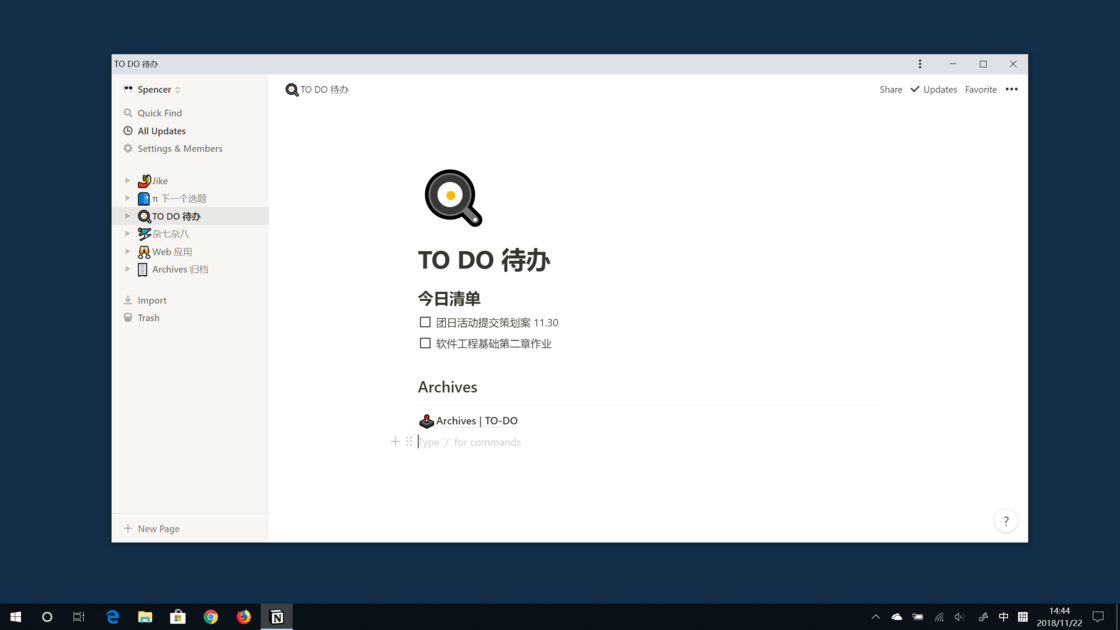 TO DO 待办
Spencer
TO DO 待办
Share
Updates
Favorite
Quick Find
All Updates
Settings & Members
Jike
π 下一个选题
TO DO 待办
杂七杂八
Web 应用
Archives 归档
Import
Trash
New Page
TO DO 待办
今日清单
团日活动提交策划案 11.30
软件工程基础第二章作业
Archives
Archives | TO-DO
Type '/' for commands
?
中
14:44
2018/11/22